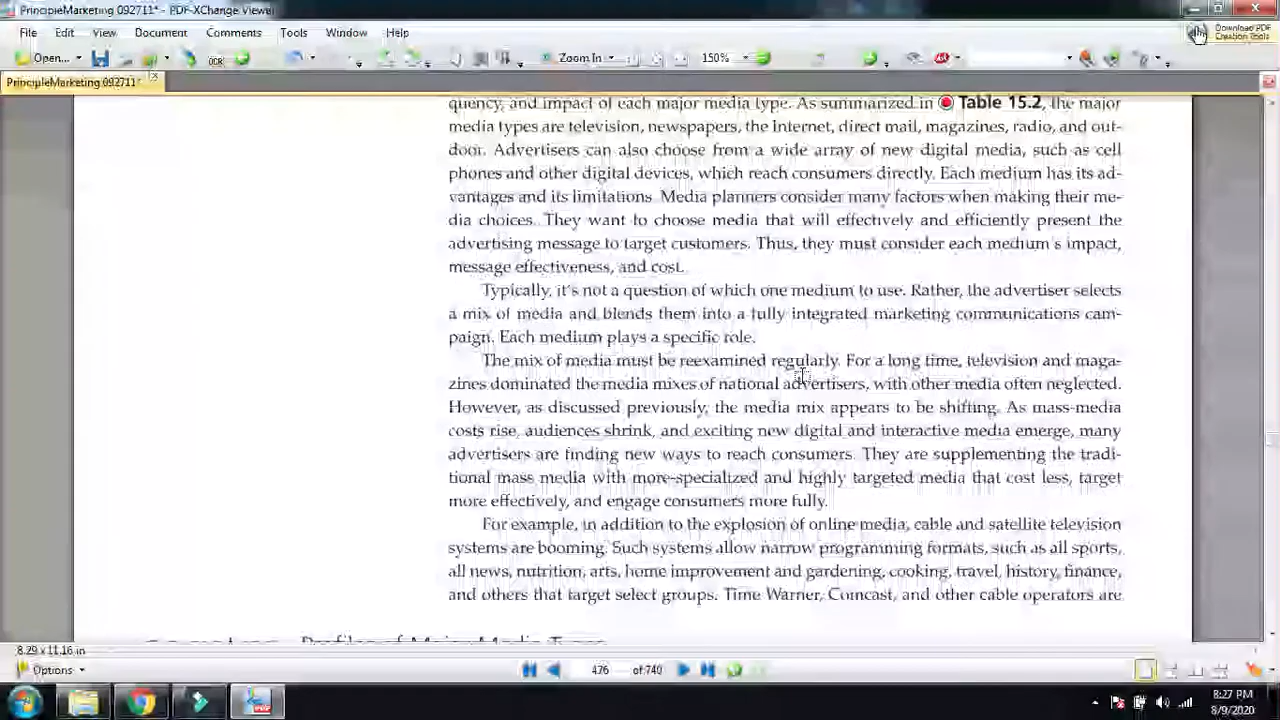 PrincipleMarketing 092711* - PDF-XChange Viewer
File Edit View Document Comments Tools Window Help
Download PDF
Creation Tools
Open... OCR Zoom In 150%
PrincipleMarketing 092711*
quency, and impact of each major media type. As summarized in Table 15.2, the major
media types are television, newspapers, the Internet, direct mail, magazines, radio, and out-
door. Advertisers can also choose from a wide array of new digital media, such as cell
phones and other digital devices, which reach consumers directly. Each medium has its ad-
vantages and its limitations. Media planners consider many factors when making their me-
dia choices. They want to choose media that will effectively and efficiently present the
advertising message to target customers. Thus, they must consider each medium's impact,
message effectiveness, and cost.
Typically, it's not a question of which one medium to use. Rather, the advertiser selects
a mix of media and blends them into a fully integrated marketing communications cam-
paign. Each medium plays a specific role.
The mix of media must be reexamined regularly. For a long time, television and maga-
zines dominated the media mixes of national advertisers, with other media often neglected.
However, as discussed previously, the media mix appears to be shifting. As mass-media
costs rise, audiences shrink, and exciting new digital and interactive media emerge, many
advertisers are finding new ways to reach consumers. They are supplementing the tradi-
tional mass media with more-specialized and highly targeted media that cost less, target
more effectively, and engage consumers more fully.
For example, in addition to the explosion of online media, cable and satellite television
systems are booming. Such systems allow narrow programming formats, such as all sports,
all news, nutrition, arts, home improvement and gardening, cooking, travel, history, finance,
and others that target select groups. Time Warner, Comcast, and other cable operators are
Profiles of Major Media Types
8.29 x 11.16 in
Options 476 of 740
8:27 PM
8/9/2020